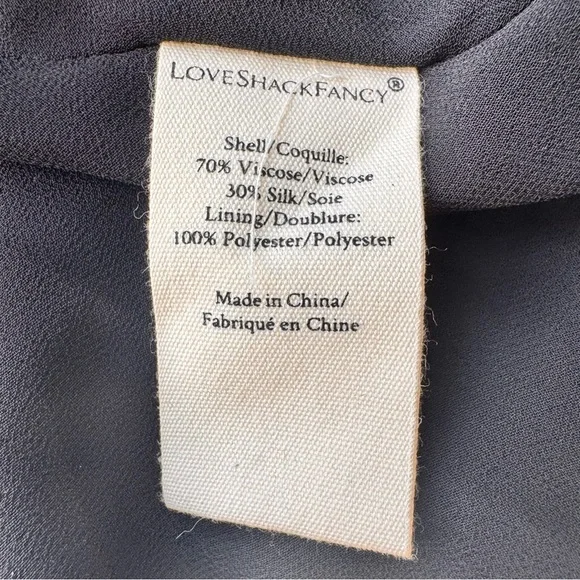 LOVESHACKFANCY®
Shell/Coquille:
70% Viscose/Viscose
30% Silk/Soie
Lining/Doublure:
100% Polyester/Polyester
Made in China/
Fabriqué en Chine